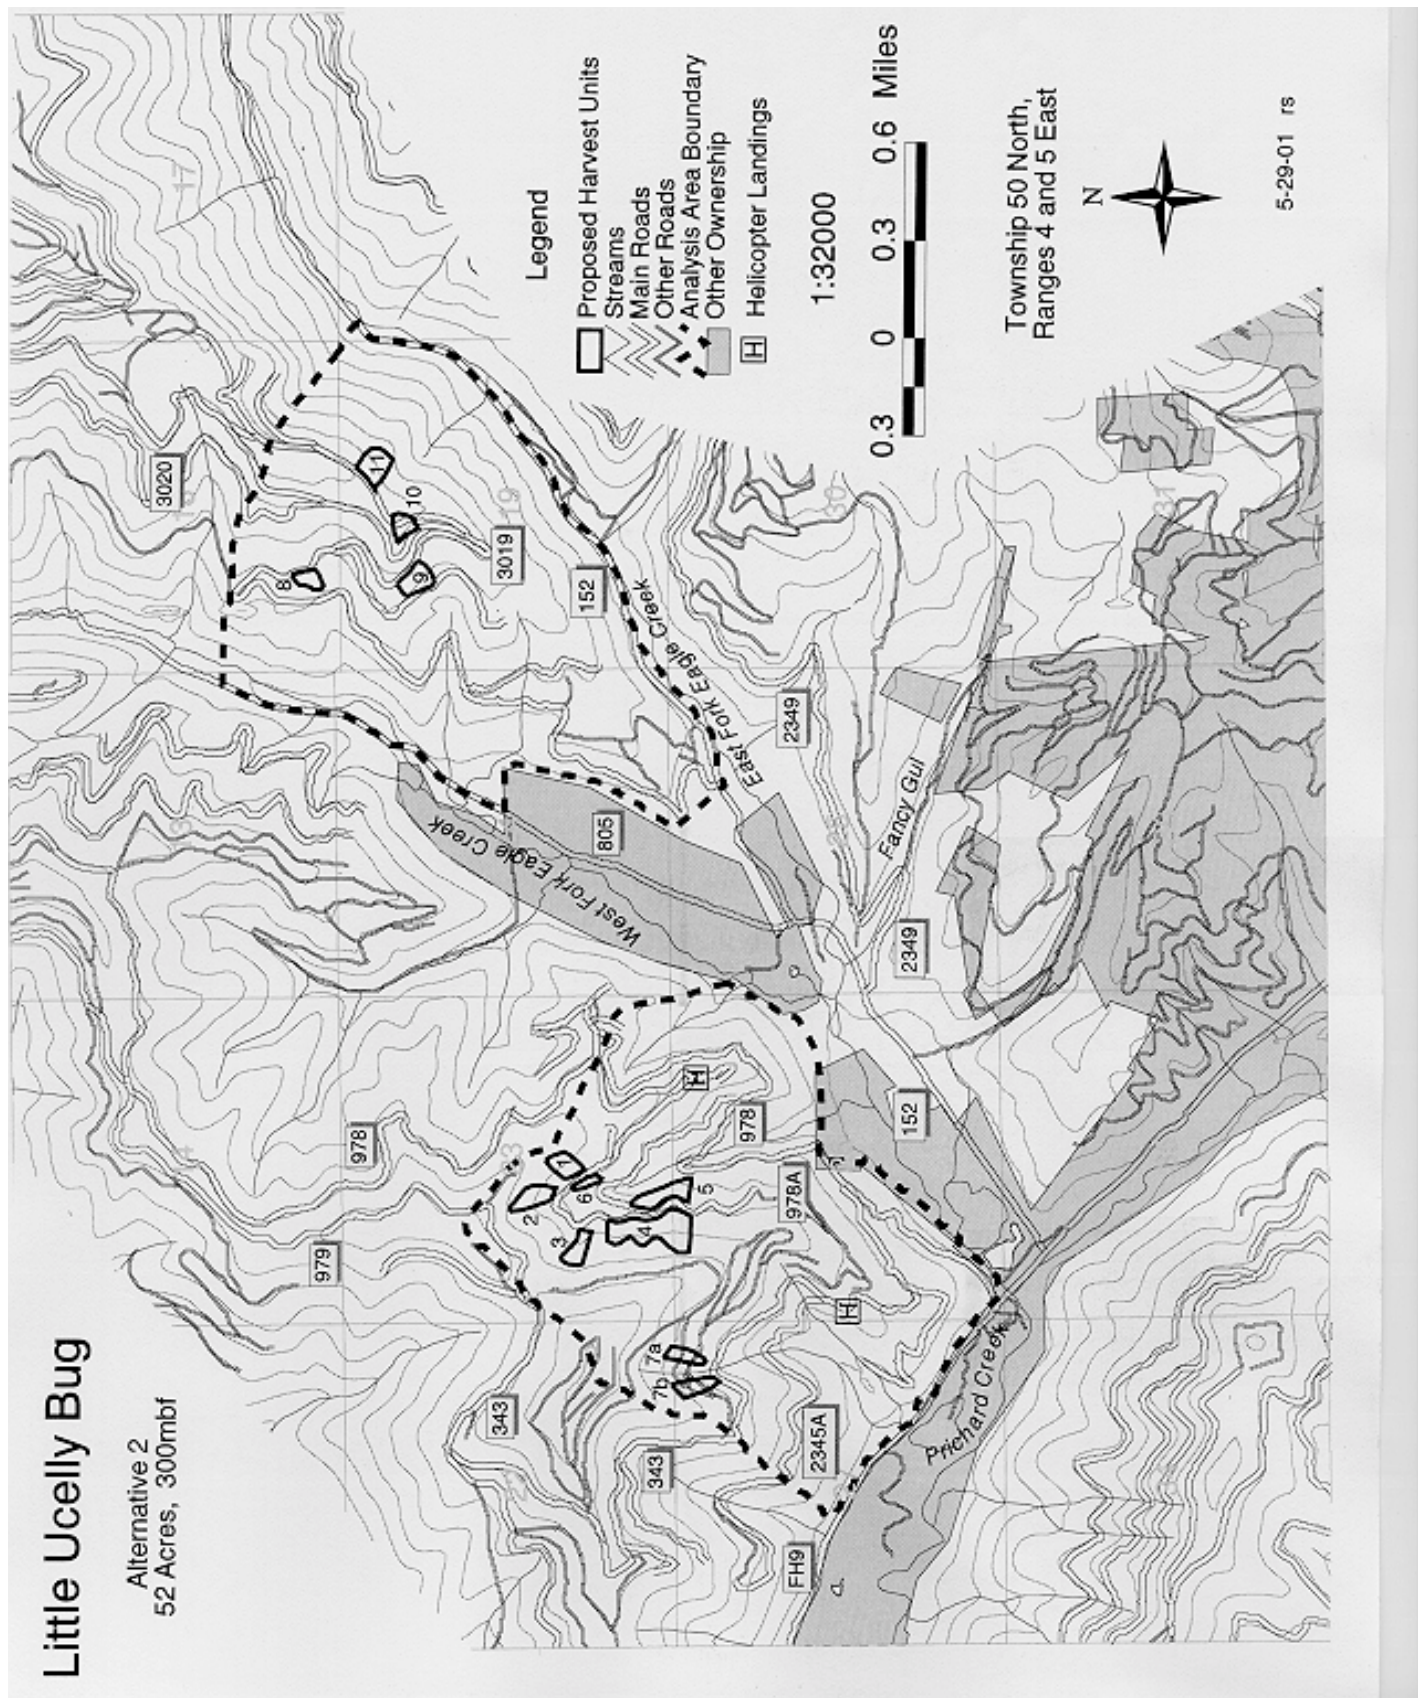 Little Ucelly Bug
Alternative 2
52 Acres, 300mbf
Legend
Proposed Harvest Units
Streams
Main Roads
Other Roads
Analysis Area Boundary
Other Ownership
H Helicopter Landings
1:32000
0.3 0 0.3 0.6 Miles
Township 50 North,
Ranges 4 and 5 East
N
5-29-01 rs
17
3020
11
10
19
8
9
3019
152
East Fork Eagle Creek
30
31
2349
Fancy Gul
805
West Fork Eagle Creek
2349
978
H
978
152
979
2
6
5
3
4
978A
H
7a
7b
343
343
2345A
Prichard Creek
FH9